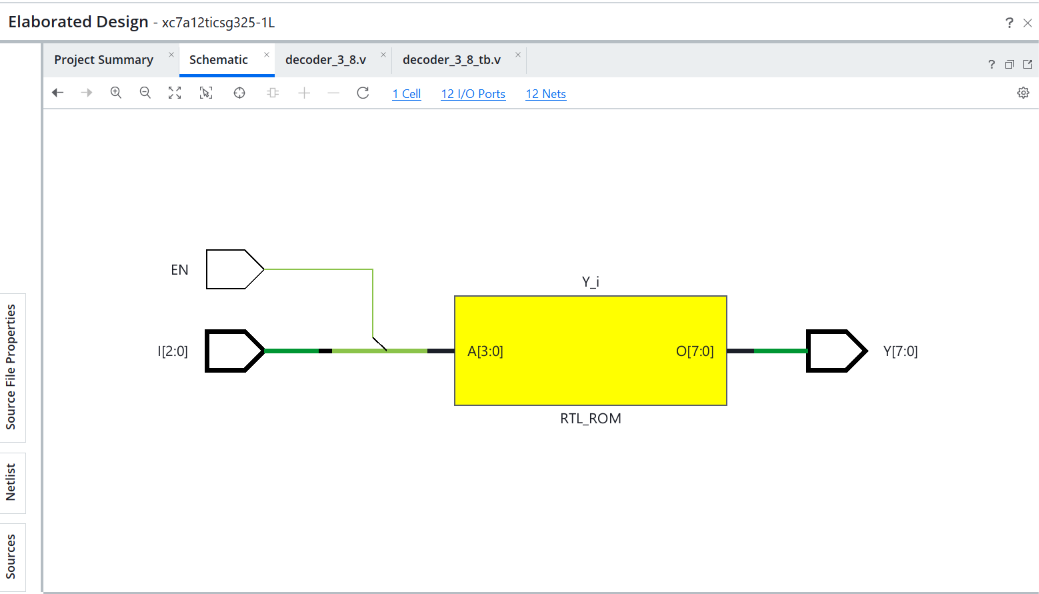 Elaborated Design - xc7a12ticsg325-1L
?
Project Summary
Schematic
decoder_3_8.v
decoder_3_8_tb.v
?
1 Cell
12 I/O Ports
12 Nets
EN
Y_i
I[2:0]
A[3:0]
O[7:0]
Y[7:0]
RTL_ROM
Source File Properties
Netlist
Sources